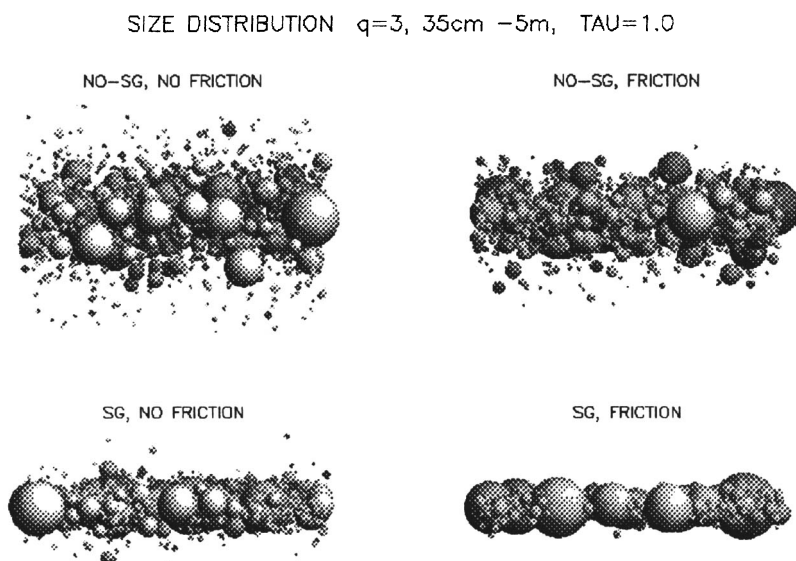 SIZE DISTRIBUTION q=3, 35cm -5m, TAU=1.0
NO-SG, NO FRICTION
NO-SG, FRICTION
SG, NO FRICTION
SG, FRICTION